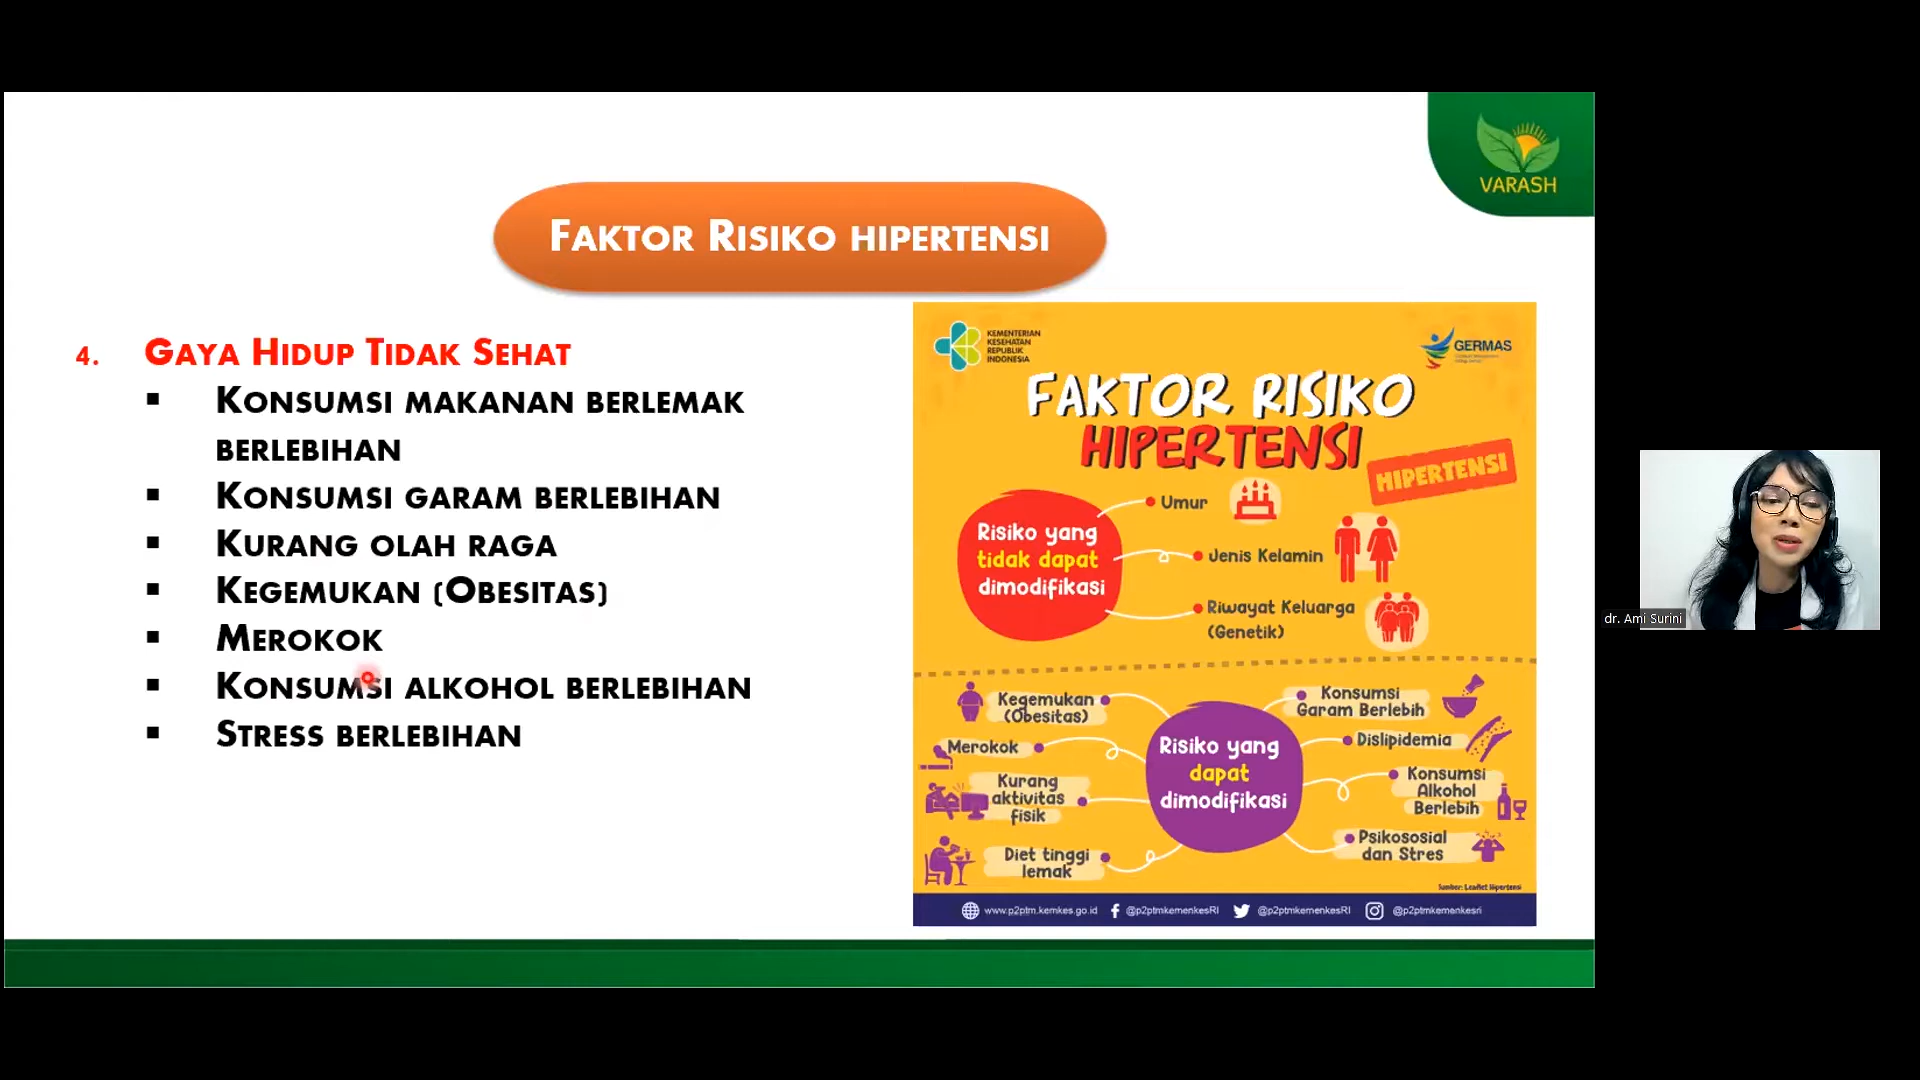 VARASH
FAKTOR RISIKO HIPERTENSI
4. GAYA HIDUP TIDAK SEHAT
▪ KONSUMSI MAKANAN BERLEMAK
BERLEBIHAN
▪ KONSUMSI GARAM BERLEBIHAN
▪ KURANG OLAH RAGA
▪ KEGEMUKAN (OBESITAS)
▪ MEROKOK
▪ KONSUMSI ALKOHOL BERLEBIHAN
▪ STRESS BERLEBIHAN
KEMENTERIAN
KESEHATAN
REPUBLIK
INDONESIA
GERMAS
FAKTOR RISIKO
HIPERTENSI
HIPERTENSI
Risiko yang
tidak dapat
dimodifikasi
Umur
Jenis Kelamin
Riwayat Keluarga
(Genetik)
Kegemukan
(Obesitas)
Merokok
Kurang
aktivitas
fisik
Diet tinggi
lemak
Risiko yang
dapat
dimodifikasi
Konsumsi
Garam Berlebih
Dislipidemia
Konsumsi
Alkohol
Berlebih
Psikososial
dan Stres
Sumber: Leaflet Hipertensi
www.p2ptm.kemkes.go.id @p2ptmkemenkesRI @p2ptmkemenkesRI @p2ptmkemenkesri
dr. Ami Surini